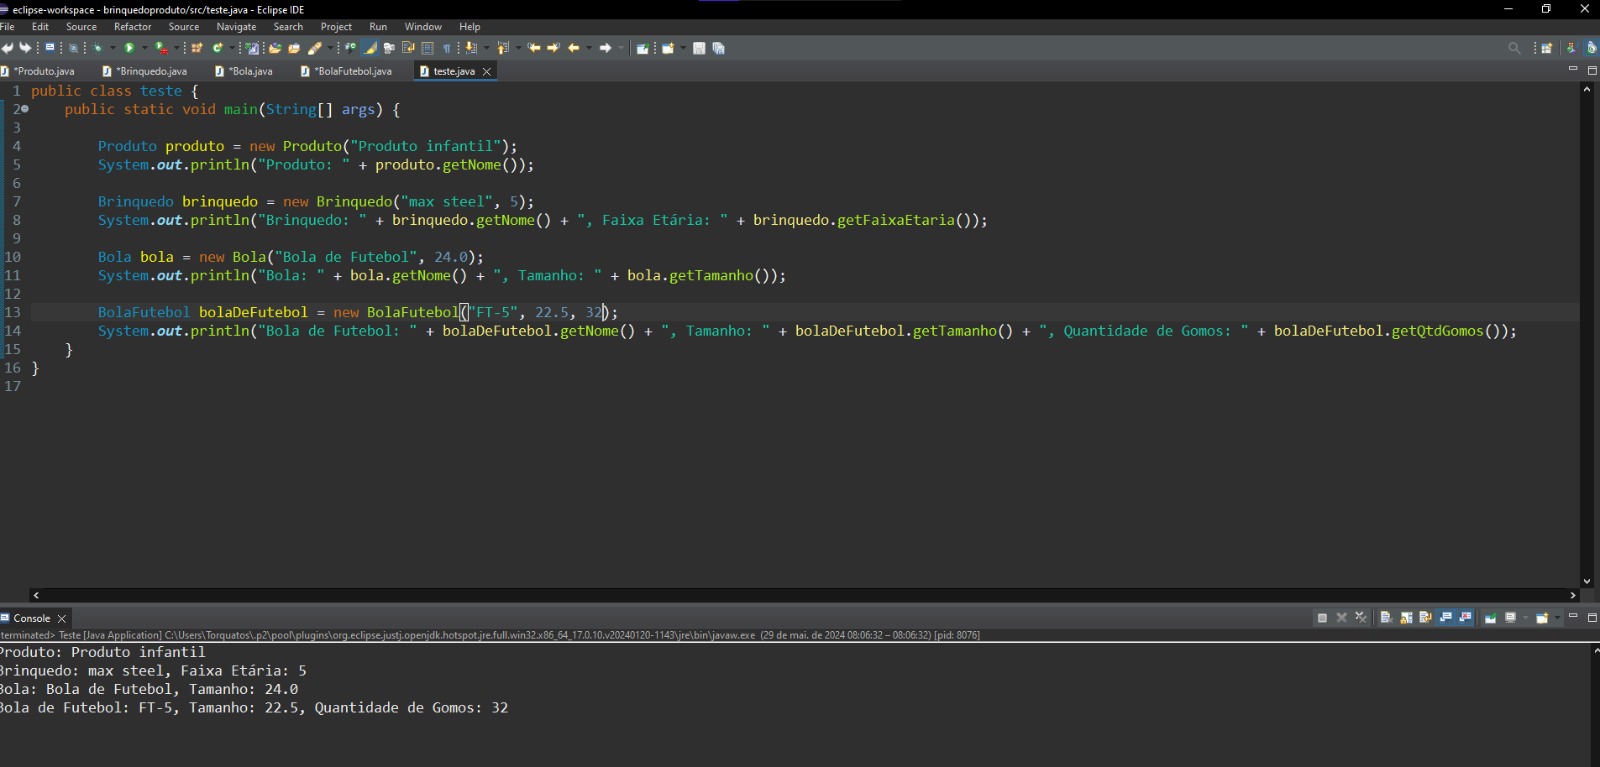 eclipse-workspace - brinquedoproduto/src/teste.java - Eclipse IDE
File Edit Source Refactor Source Navigate Search Project Run Window Help
*Produto.java *Brinquedo.java *Bola.java *BolaFutebol.java teste.java
1 public class teste {
2 public static void main(String[] args) {
3
4 Produto produto = new Produto("Produto infantil");
5 System.out.println("Produto: " + produto.getNome());
6
7 Brinquedo brinquedo = new Brinquedo("max steel", 5);
8 System.out.println("Brinquedo: " + brinquedo.getNome() + ", Faixa Etária: " + brinquedo.getFaixaEtaria());
9
10 Bola bola = new Bola("Bola de Futebol", 24.0);
11 System.out.println("Bola: " + bola.getNome() + ", Tamanho: " + bola.getTamanho());
12
13 BolaFutebol bolaDeFutebol = new BolaFutebol("FT-5", 22.5, 32);
14 System.out.println("Bola de Futebol: " + bolaDeFutebol.getNome() + ", Tamanho: " + bolaDeFutebol.getTamanho() + ", Quantidade de Gomos: " + bolaDeFutebol.getQtdGomos());
15 }
16 }
17
Console
terminated> Teste [Java Application] C:\Users\Torquatos\.p2\pool\plugins\org.eclipse.justj.openjdk.hotspot.jre.full.win32.x86_64_17.0.10.v20240120-1143\jre\bin\javaw.exe (29 de mai. de 2024 08:06:32 – 08:06:32) [pid: 8076]
Produto: Produto infantil
Brinquedo: max steel, Faixa Etária: 5
Bola: Bola de Futebol, Tamanho: 24.0
Bola de Futebol: FT-5, Tamanho: 22.5, Quantidade de Gomos: 32